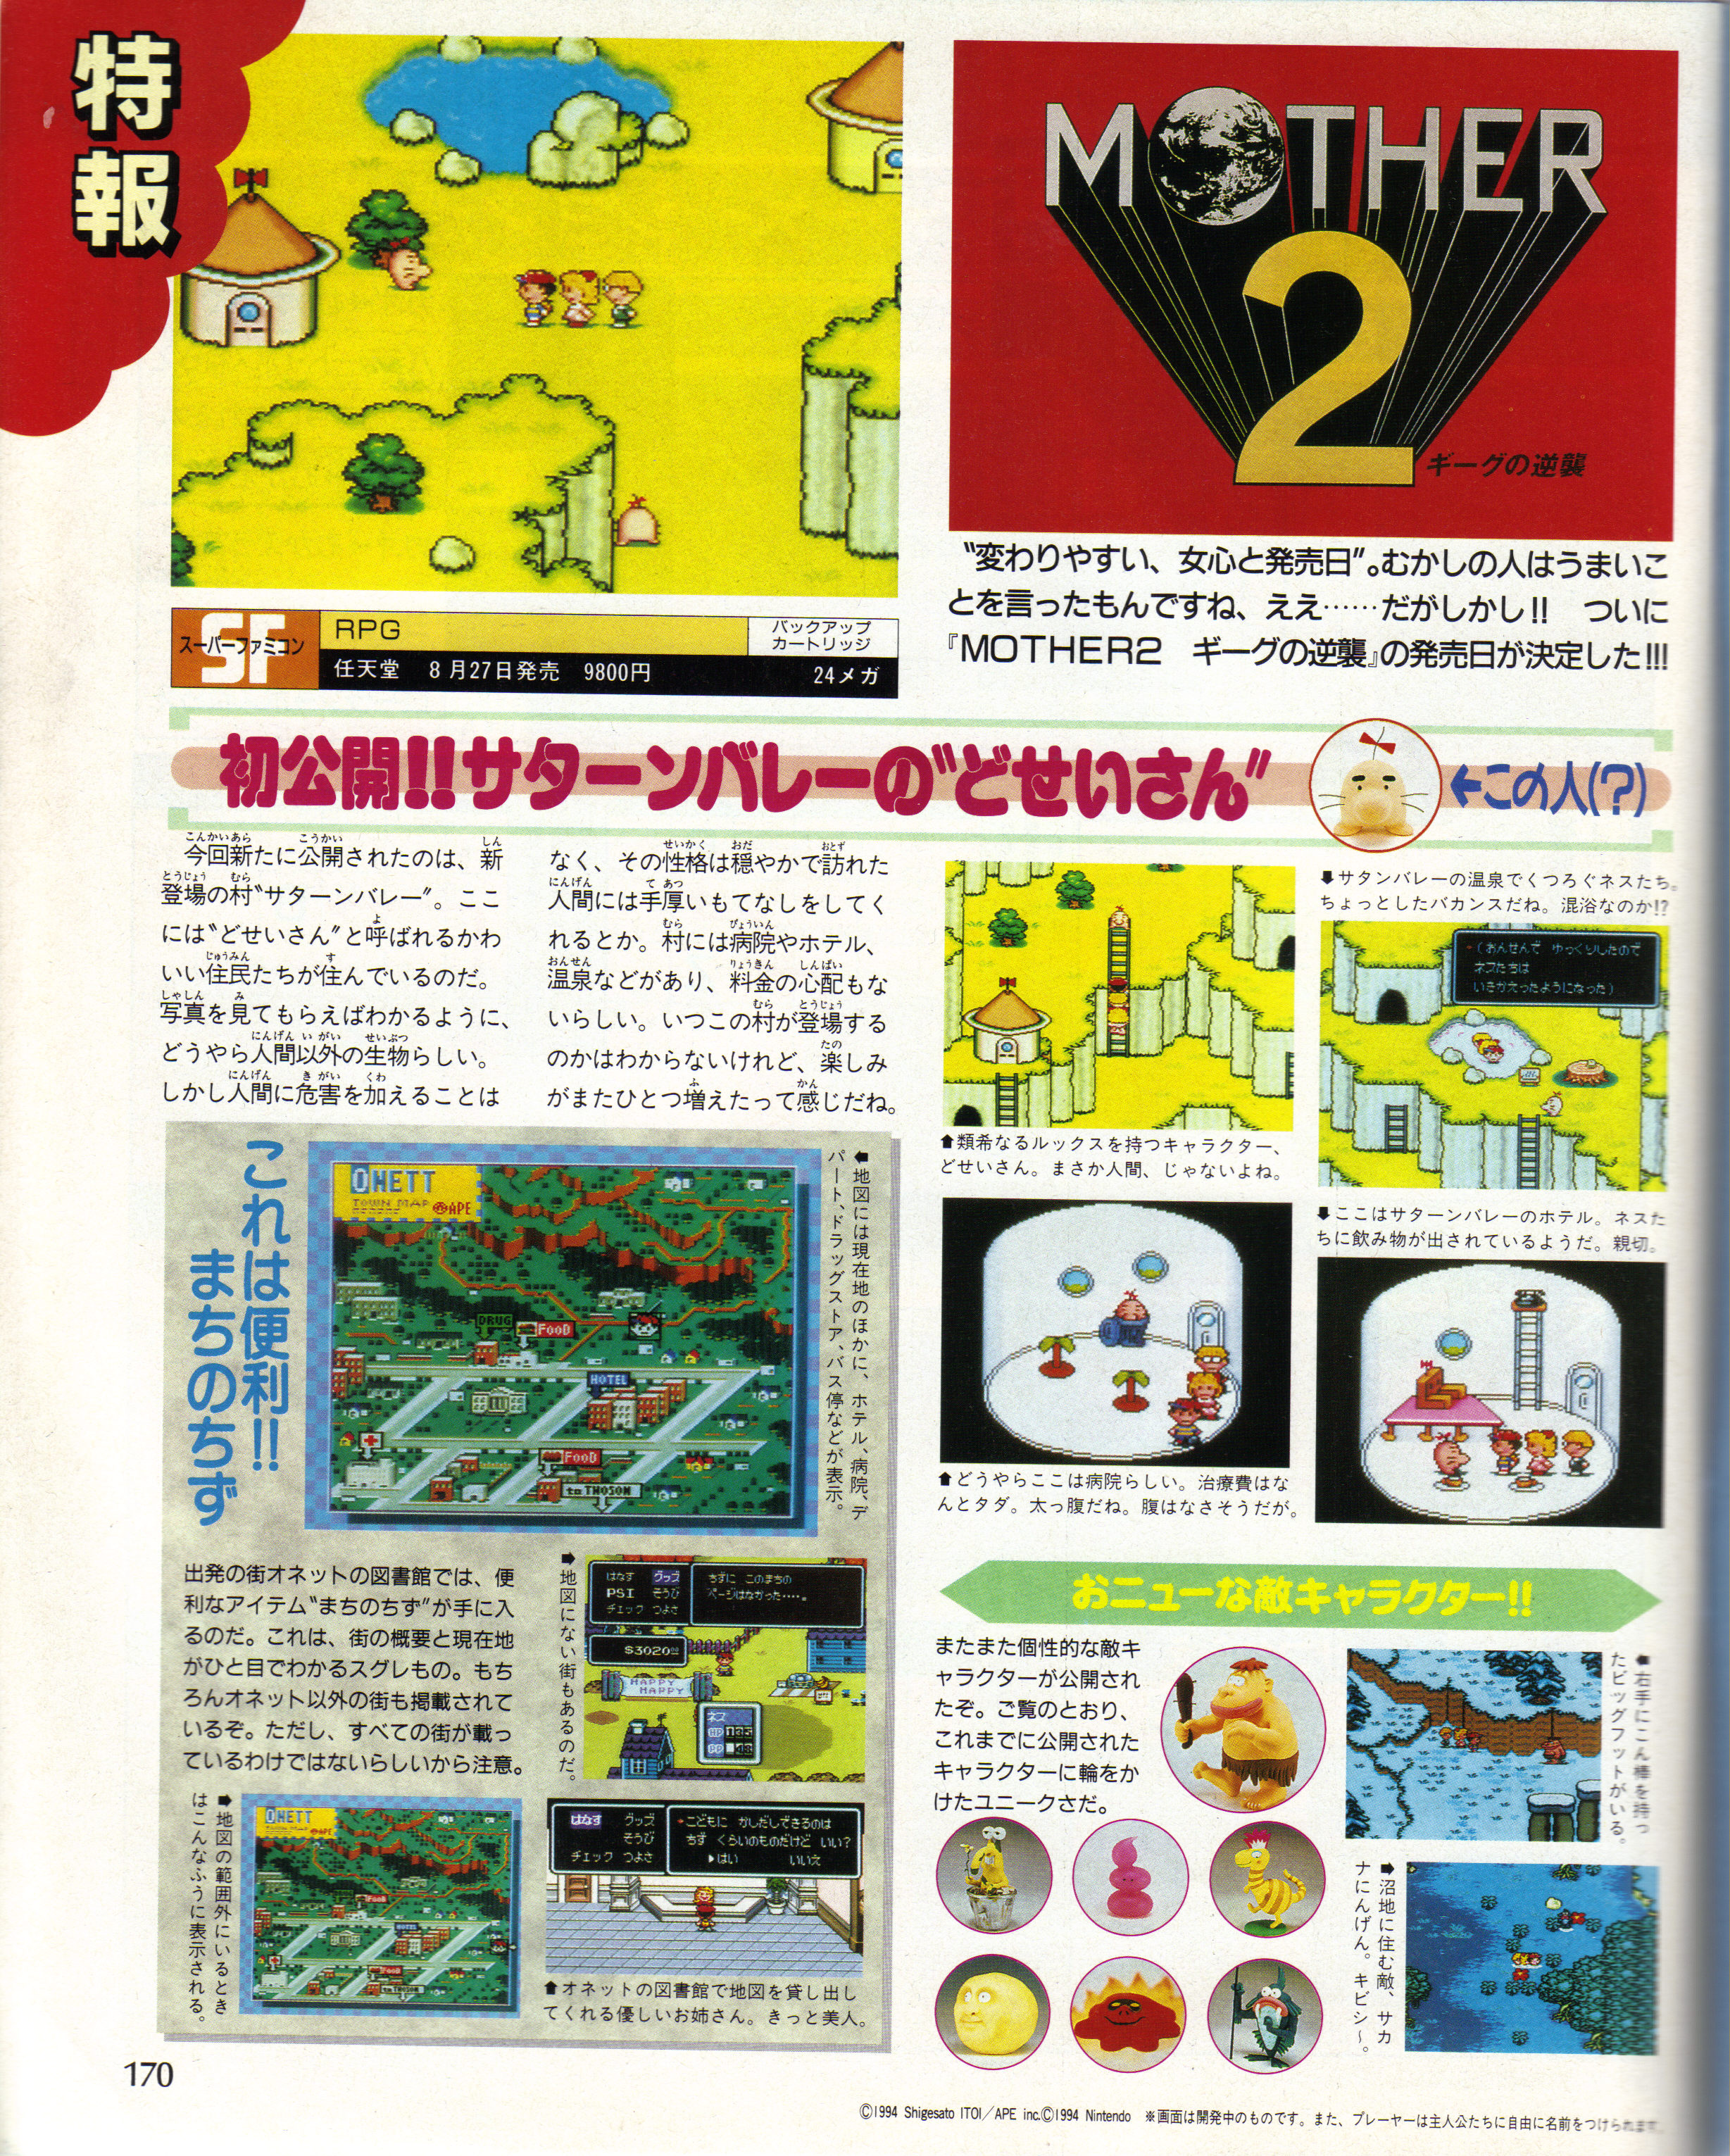 特報
MOTHER
2
ギーグの逆襲
“変わりやすい、女心と発売日”。むかしの人はうまいこ
とを言ったもんですね、ええ……だがしかし!! ついに
『MOTHER2 ギーグの逆襲』の発売日が決定した!!!
SF
スーパーファミコン
RPG
バックアップ
カートリッジ
任天堂 8月27日発売 9800円
24メガ
初公開!!サターンバレーの“どせいさん”
←この人(?)
今回新たに公開されたのは、新
登場の村“サターンバレー”。ここ
には“どせいさん”と呼ばれるかわ
いい住民たちが住んでいるのだ。
写真を見てもらえばわかるように、
どうやら人間以外の生物らしい。
しかし人間に危害を加えることは
なく、その性格は穏やかで訪れた
人間には手厚いもてなしをしてく
れるとか。村には病院やホテル、
温泉などがあり、料金の心配もな
いらしい。いつこの村が登場する
のかはわからないけれど、楽しみ
がまたひとつ増えたって感じだね。
⬇サタンバレーの温泉でくつろぐネスたち。
ちょっとしたバカンスだね。混浴なのか!?
(おんせんで ゆっくりしたので
ネスたちは
いきかえったようになった)
⬆類希なるルックスを持つキャラクター、
どせいさん。まさか人間、じゃないよね。
⬇ここはサターンバレーのホテル。ネスた
ちに飲み物が出されているようだ。親切。
⬆どうやらここは病院らしい。治療費はな
んとタダ。太っ腹だね。腹はなさそうだが。
これは便利!!
まちのちず
ONETT
TOWN MAP
APE
DRUG
FOOD
HOTEL
FOOD
to TWOSON
⬅地図には現在地のほかに、ホテル、病院、デ
パート、ドラッグストア、バス停などが表示。
出発の街オネットの図書館では、便
利なアイテム“まちのちず”が手に入
るのだ。これは、街の概要と現在地
がひと目でわかるスグレもの。もち
ろんオネット以外の街も掲載されて
いるぞ。ただし、すべての街が載っ
ているわけではないらしいから注意。
➡地図にない街もあるのだ。
はなす グッズ
PSI そうび
チェック つよさ
ちずに このまちの
ページはなかった‥‥。
$3020.00
HAPPY
HAPPY
ネス
HP 135
PP 48
➡地図の範囲外にいるとき
はこんなふうに表示される。
ONETT
APE
FOOD
HOTEL
FOOD
to TWOSON
はなす グッズ
そうび
チェック つよさ
こどもに かしだしできるのは
ちず くらいのものだけど いい?
はい いいえ
⬆オネットの図書館で地図を貸し出し
てくれる優しいお姉さん。きっと美人。
おニューな敵キャラクター!!
またまた個性的な敵キ
ャラクターが公開され
たぞ。ご覧のとおり、
これまでに公開された
キャラクターに輪をか
けたユニークさだ。
⬅右手にこん棒を持っ
たビッグフットがいる。
➡沼地に住む敵、サカ
ナにんげん。キビシ～。
170
©1994 Shigesato ITOI／APE inc.©1994 Nintendo ※画面は開発中のものです。また、プレーヤーは主人公たちに自由に名前をつけられます